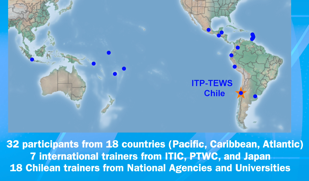 ITP-TEWS
Chile
32 participants from 18 countries (Pacific, Caribbean, Atlantic)
7 international trainers from ITIC, PTWC, and Japan
18 Chilean trainers from National Agencies and Universities